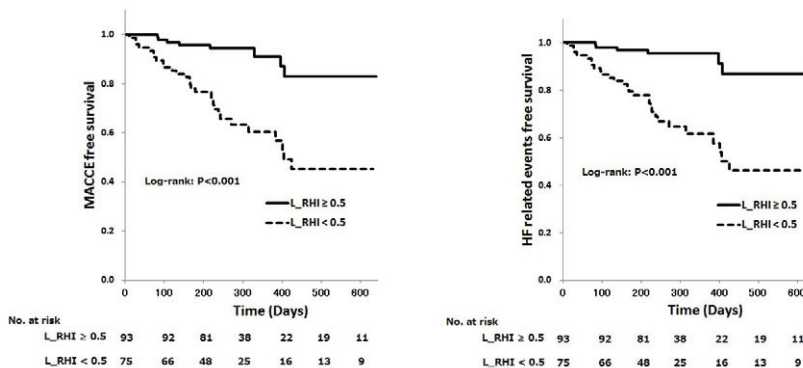 MACCE free survival
1.0
0.8
0.6
0.4
0.2
0.0
Log-rank: P<0.001
L_RHI ≥ 0.5
L_RHI < 0.5
0 100 200 300 400 500 600
Time (Days)
No. at risk
L_RHI ≥ 0.5 93 92 81 38 22 19 11
L_RHI < 0.5 75 66 48 25 16 13 9
HF related events free survival
1.0
0.8
0.6
0.4
0.2
0.0
Log-rank: P<0.001
L_RHI ≥ 0.5
L_RHI < 0.5
0 100 200 300 400 500 600
Time (Days)
No. at risk
L_RHI ≥ 0.5 93 92 81 38 22 19 11
L_RHI < 0.5 75 66 48 25 16 13 9